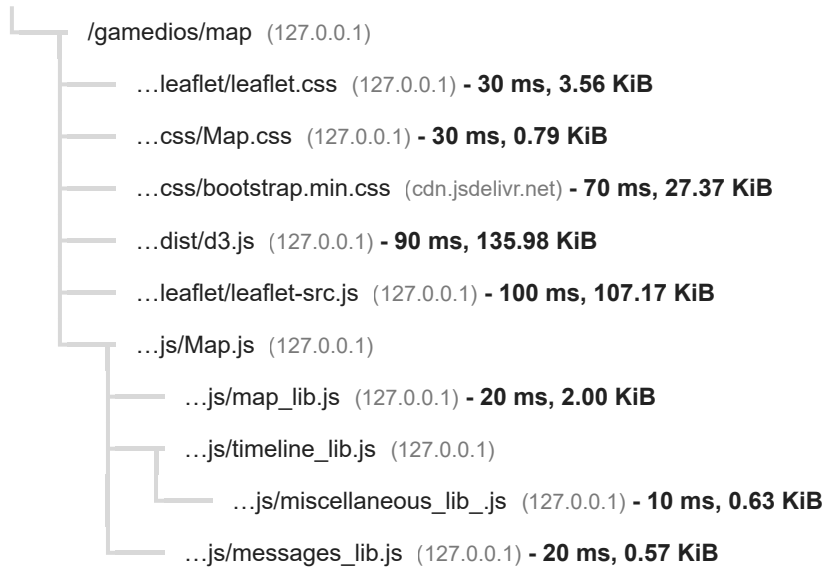 /gamedios/map (127.0.0.1)
…leaflet/leaflet.css (127.0.0.1) - 30 ms, 3.56 KiB
…css/Map.css (127.0.0.1) - 30 ms, 0.79 KiB
…css/bootstrap.min.css (cdn.jsdelivr.net) - 70 ms, 27.37 KiB
…dist/d3.js (127.0.0.1) - 90 ms, 135.98 KiB
…leaflet/leaflet-src.js (127.0.0.1) - 100 ms, 107.17 KiB
…js/Map.js (127.0.0.1)
…js/map_lib.js (127.0.0.1) - 20 ms, 2.00 KiB
…js/timeline_lib.js (127.0.0.1)
…js/miscellaneous_lib_.js (127.0.0.1) - 10 ms, 0.63 KiB
…js/messages_lib.js (127.0.0.1) - 20 ms, 0.57 KiB